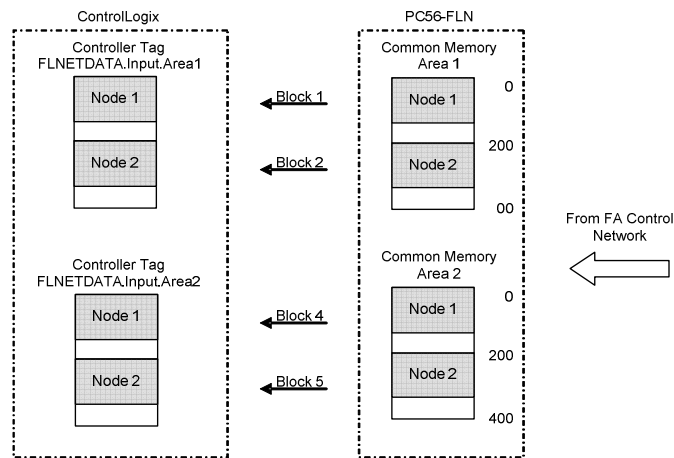 ControlLogix
PC56-FLN
Controller Tag
FLNETDATA.Input.Area1
Node 1
Node 2
Block 1
Block 2
Common Memory
Area 1
0
Node 1
200
Node 2
00
From FA Control
Network
Controller Tag
FLNETDATA.Input.Area2
Node 1
Node 2
Block 4
Block 5
Common Memory
Area 2
0
Node 1
200
Node 2
400